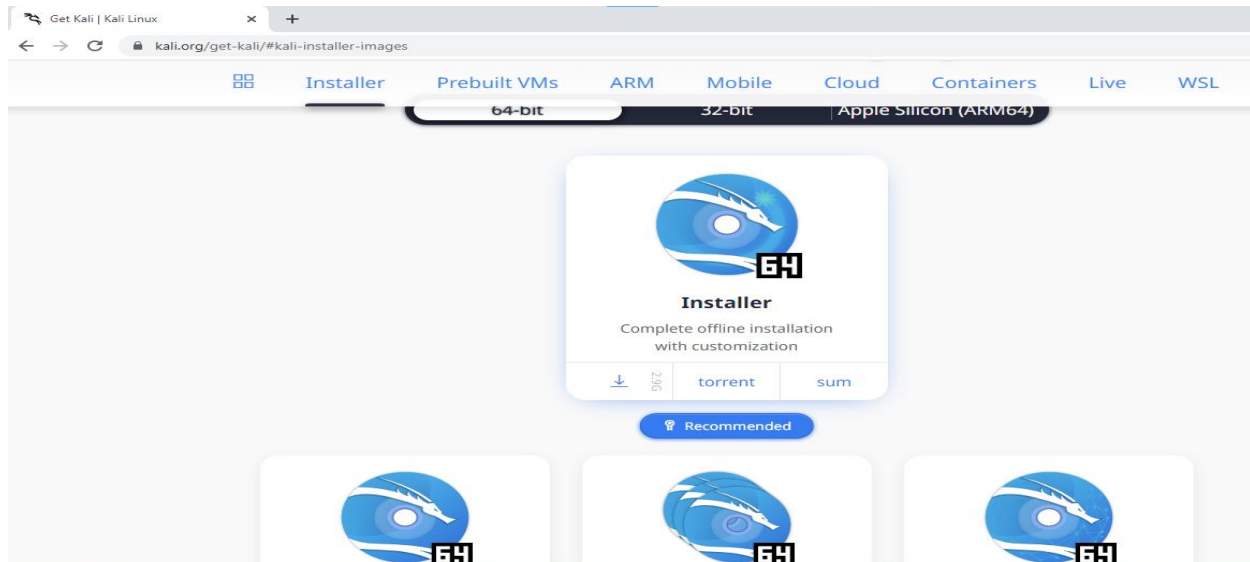 Get Kali | Kali Linux
kali.org/get-kali/#kali-installer-images
Installer Prebuilt VMs ARM Mobile Cloud Containers Live WSL
64-bit 32-bit Apple Silicon (ARM64)
64
Installer
Complete offline installation
with customization
2.9G torrent sum
Recommended
64 64 64